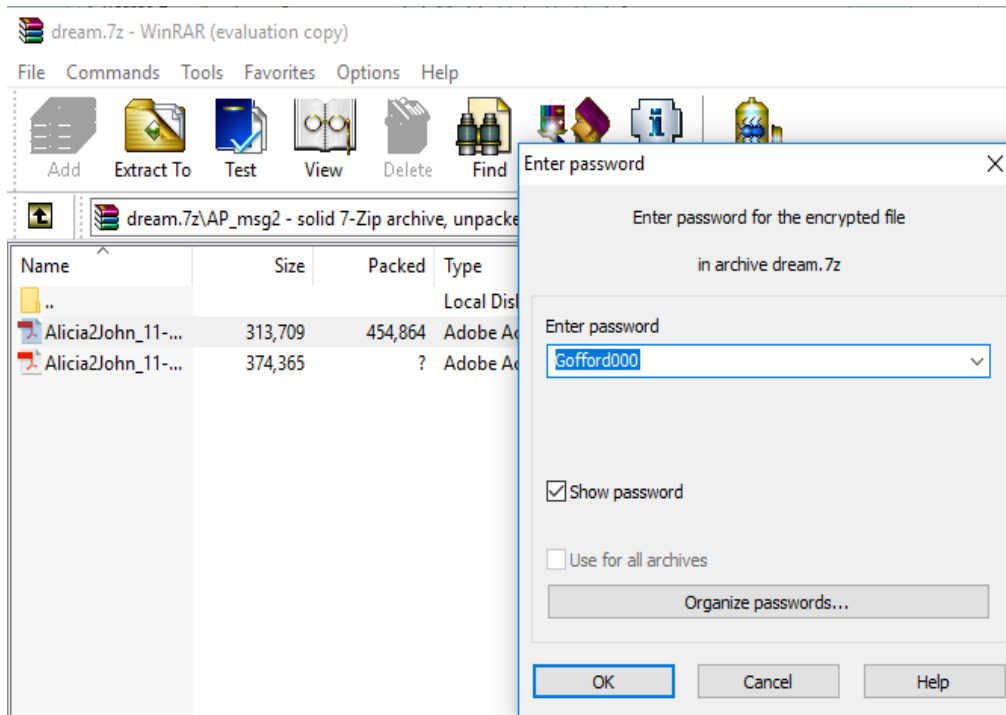 dream.7z - WinRAR (evaluation copy)
File Commands Tools Favorites Options Help
Add Extract To Test View Delete Find
dream.7z\AP_msg2 - solid 7-Zip archive, unpacke
Name Size Packed Type
.. Local Dis
Alicia2John_11-... 313,709 454,864 Adobe Ac
Alicia2John_11-... 374,365 ? Adobe Ac
Enter password
Enter password for the encrypted file
in archive dream.7z
Enter password
Gofford000
Show password
Use for all archives
Organize passwords...
OK Cancel Help